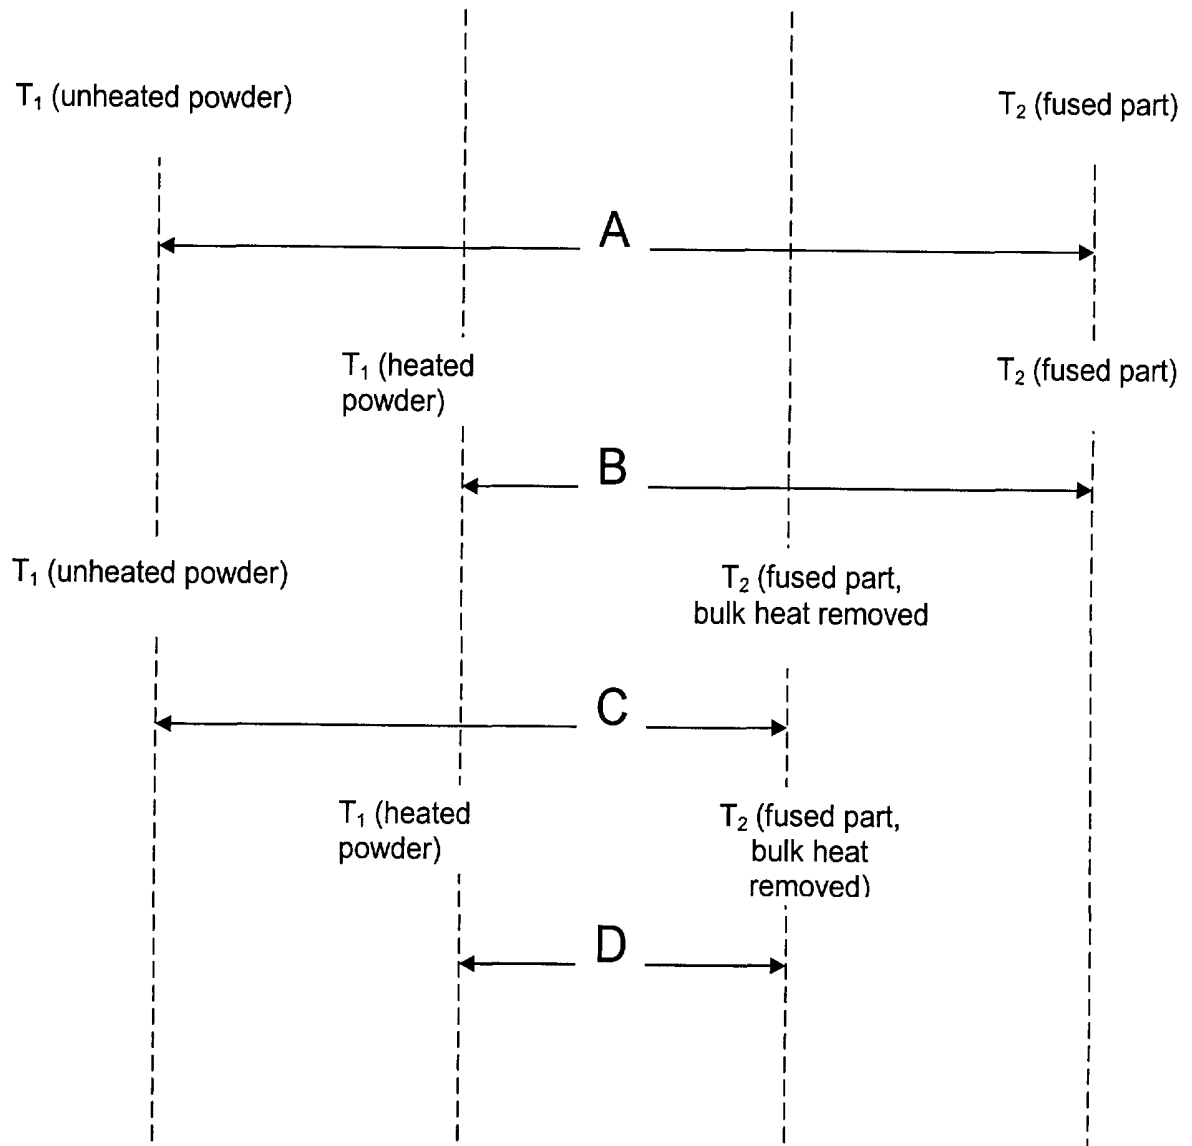 T₁ (unheated powder)
T₂ (fused part)
A
T₁ (heated
powder)
T₂ (fused part)
B
T₁ (unheated powder)
T₂ (fused part,
bulk heat removed
C
T₁ (heated
powder)
T₂ (fused part,
bulk heat
removed)
D